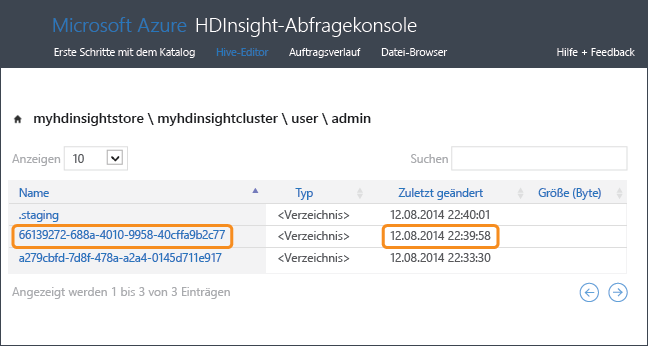 Microsoft Azure HDInsight-Abfragekonsole
Erste Schritte mit dem Katalog Hive-Editor Auftragsverlauf Datei-Browser Hilfe + Feedback
myhdinsightstore \ myhdinsightcluster \ user \ admin
Anzeigen 10 Suchen
Name Typ Zuletzt geändert Größe (Byte)
.staging <Verzeichnis> 12.08.2014 22:40:01
66139272-688a-4010-9958-40cffa9b2c77 <Verzeichnis> 12.08.2014 22:39:58
a279cbfd-7d8f-478a-a2a4-0145d711e917 <Verzeichnis> 12.08.2014 22:33:30
Angezeigt werden 1 bis 3 von 3 Einträgen